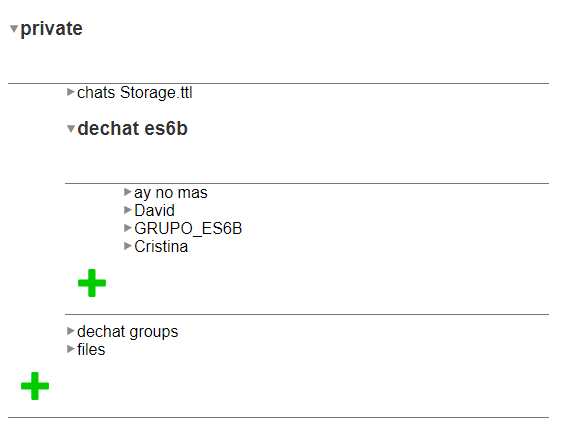 private
chats Storage.ttl
dechat es6b
ay no mas
David
GRUPO_ES6B
Cristina
dechat groups
files